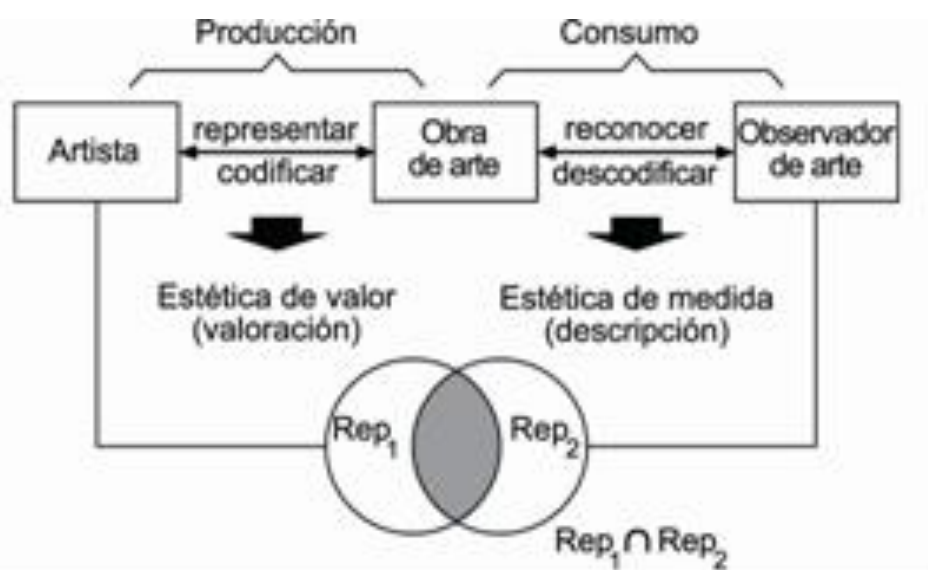 Producción
Consumo
Artista
representar
codificar
Obra
de arte
reconocer
descodificar
Observador
de arte
Estética de valor
(valoración)
Estética de medida
(descripción)
Rep₁
Rep₂
Rep₁ ∩ Rep₂